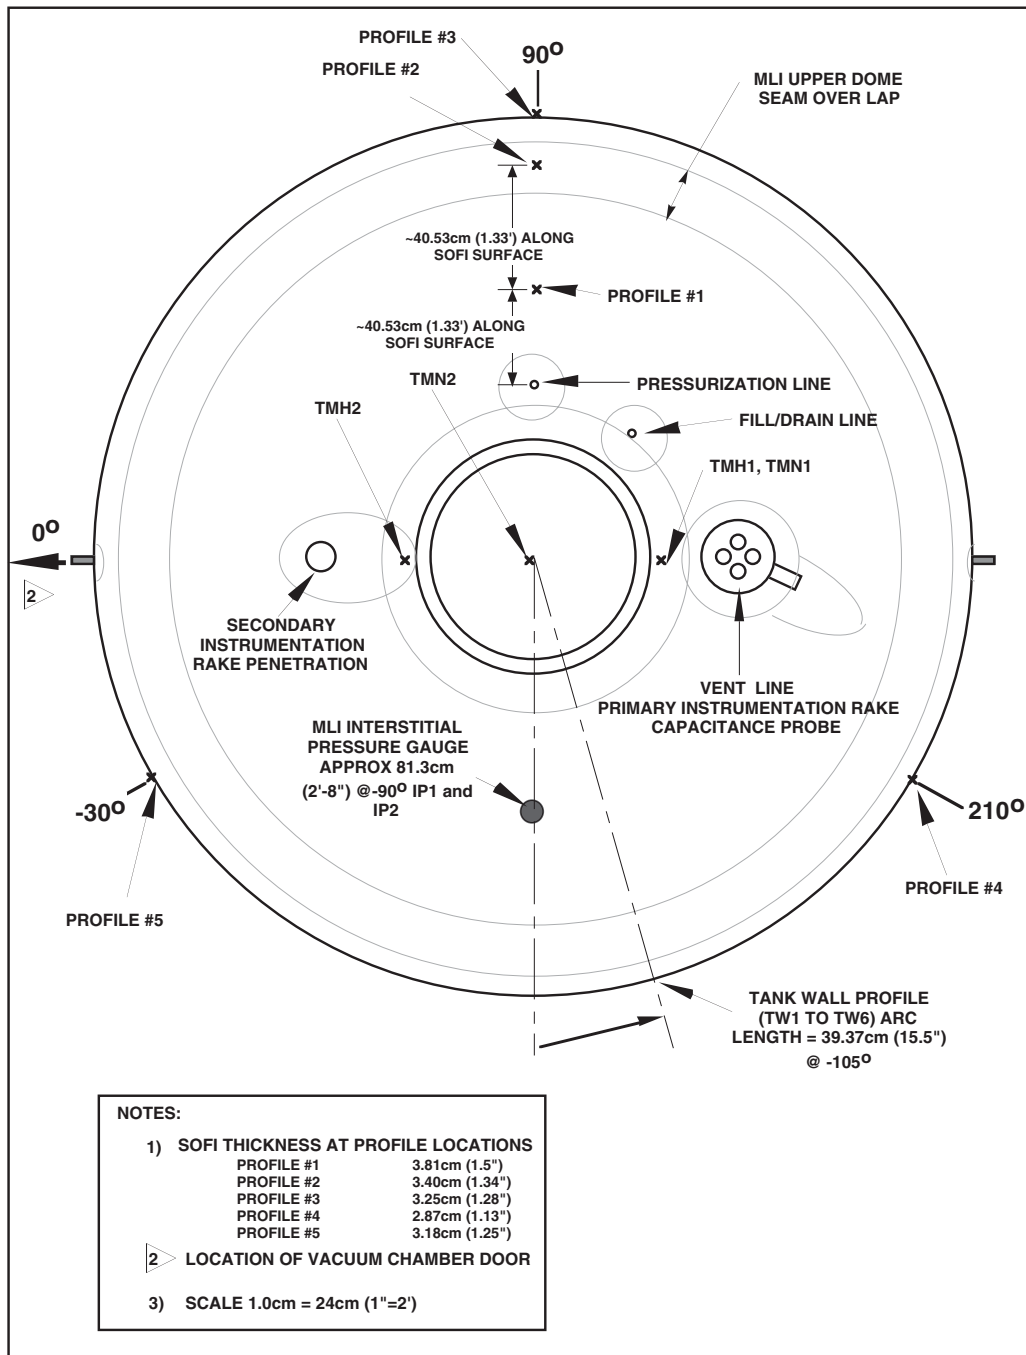 PROFILE #3
PROFILE #2
90O
MLI UPPER DOME
SEAM OVER LAP
~40.53cm (1.33') ALONG
SOFI SURFACE
PROFILE #1
~40.53cm (1.33') ALONG
SOFI SURFACE
TMN2
PRESSURIZATION LINE
TMH2
FILL/DRAIN LINE
TMH1, TMN1
0O
2
SECONDARY
INSTRUMENTATION
RAKE PENETRATION
VENT LINE
PRIMARY INSTRUMENTATION RAKE
CAPACITANCE PROBE
MLI INTERSTITIAL
PRESSURE GAUGE
APPROX 81.3cm
(2'-8") @-90O IP1 and
IP2
-30O
210O
PROFILE #4
PROFILE #5
TANK WALL PROFILE
(TW1 TO TW6) ARC
LENGTH = 39.37cm (15.5")
@ -105O
NOTES:
1) SOFI THICKNESS AT PROFILE LOCATIONS
PROFILE #1 3.81cm (1.5")
PROFILE #2 3.40cm (1.34")
PROFILE #3 3.25cm (1.28")
PROFILE #4 2.87cm (1.13")
PROFILE #5 3.18cm (1.25")
2 LOCATION OF VACUUM CHAMBER DOOR
3) SCALE 1.0cm = 24cm (1"=2')